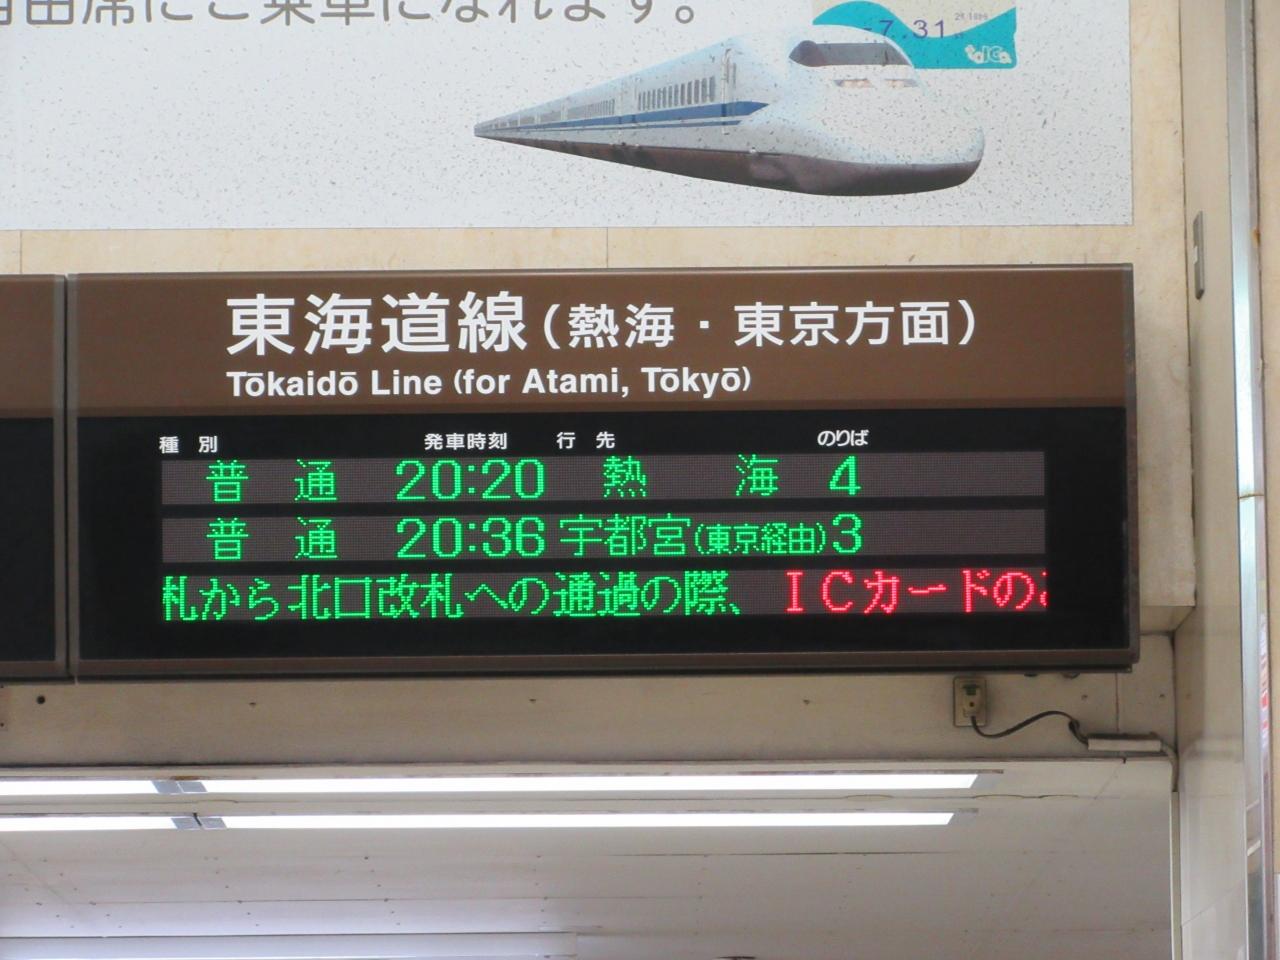 由席にご乗車になれます。
7.31
TOICA
東海道線(熱海・東京方面)
Tōkaidō Line (for Atami, Tōkyō)
種別 発車時刻 行先 のりば
普通 20:20 熱海 4
普通 20:36 宇都宮(東京経由) 3
札から北口改札への通過の際、ICカードの